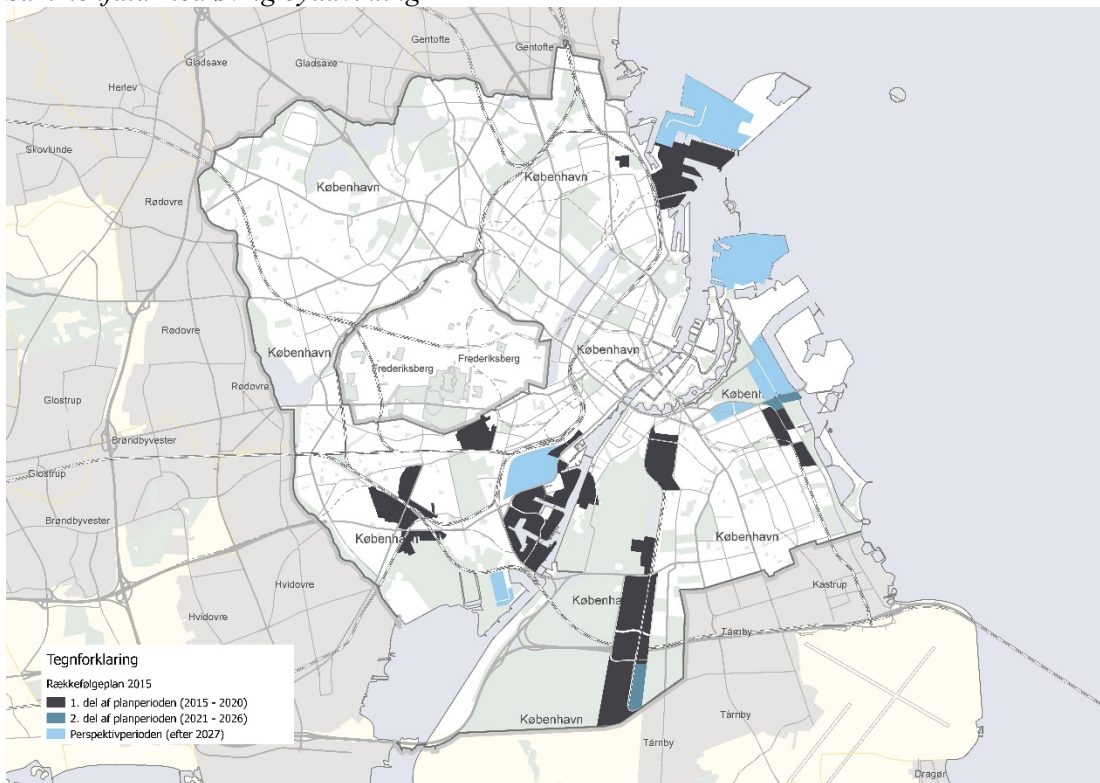 Gentofte
Gentofte
Gladsaxe
Gladsaxe
Herlev
Skovlunde
København
København
Rødovre
Rødovre
København
København
Frederiksberg
Frederiksberg
Rødovre
Københ
Glostrup
Brøndbyvester
Glostrup
Brøndbyvester
København
København
Hvidovre
Kastrup
København
Hvidovre
Tårnby
Tegnforklaring
Rækkefølgeplan 2015
1. del af planperioden (2015 - 2020)
2. del af planperioden (2021 - 2026)
Perspektivperioden (efter 2027)
København
Tårnby
Tårnby
Dragør